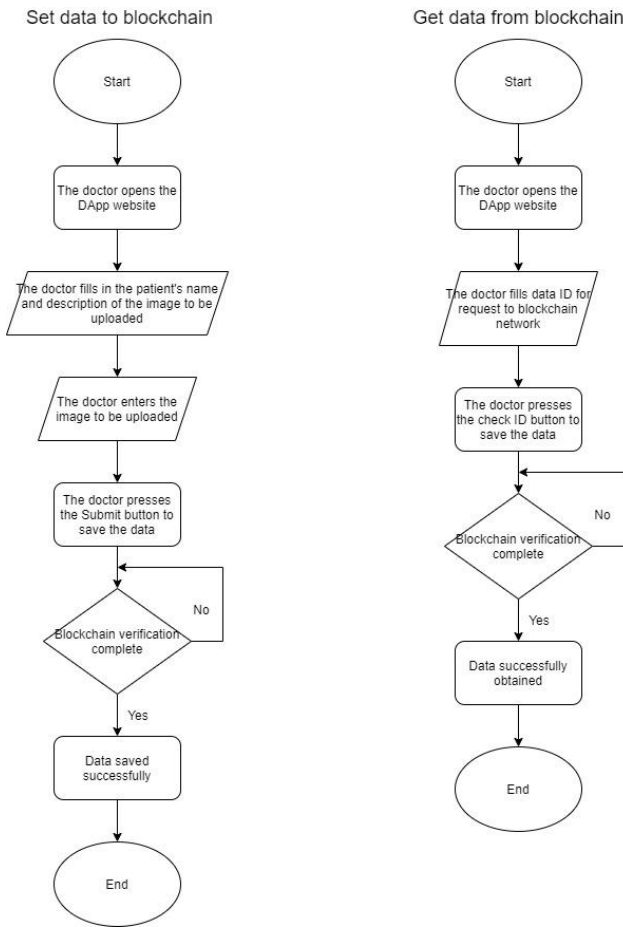 Set data to blockchain
Start
The doctor opens the
DApp website
The doctor fills in the patient's name
and description of the image to be
uploaded
The doctor enters the
image to be uploaded
The doctor presses
the Submit button to
save the data
No
Blockchain verification
complete
Yes
Data saved
successfully
End
Get data from blockchain
Start
The doctor opens the
DApp website
The doctor fills data ID for
request to blockchain
network
The doctor presses
the check ID button to
save the data
No
Blockchain verification
complete
Yes
Data successfully
obtained
End